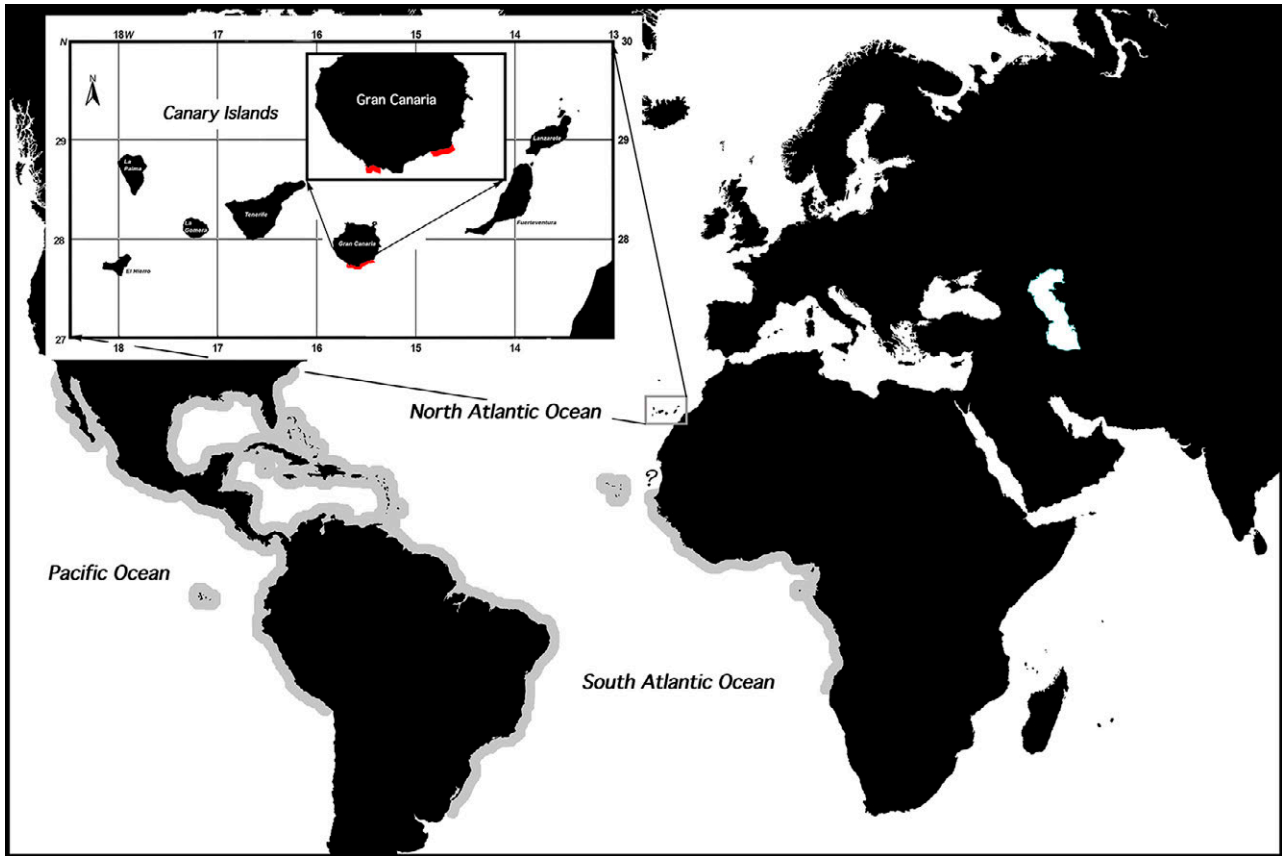 N 18W 17 16 15 14 13 30
N
Canary Islands
Gran Canaria
29
29
La
Palma
Lanzarote
Tenerife
La
Gomera
Fuerteventura
28
28
Gran Canaria
El Hierro
27
18 17 16 15 14
North Atlantic Ocean
?
Pacific Ocean
South Atlantic Ocean